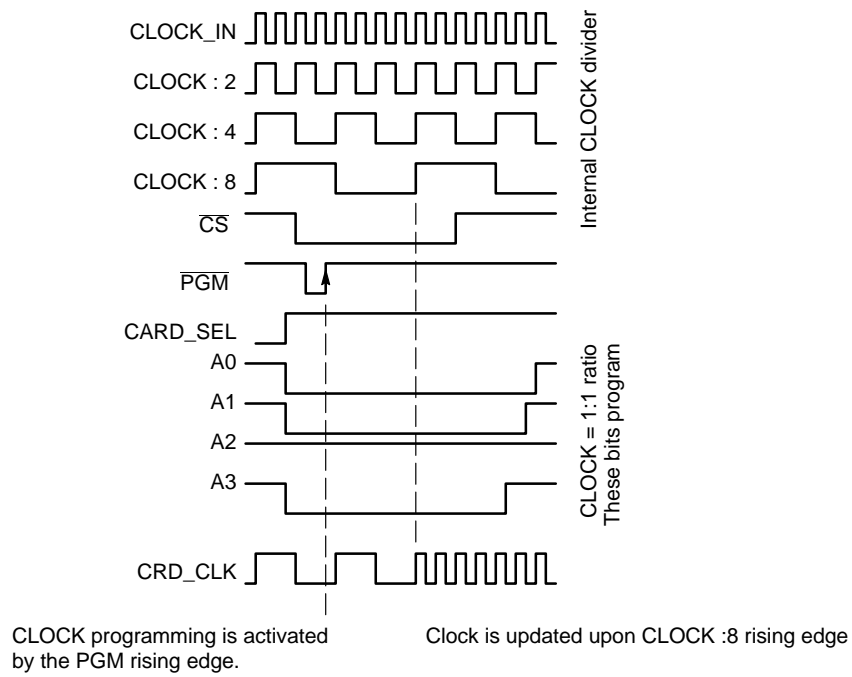 CLOCK_IN
CLOCK : 2
CLOCK : 4
CLOCK : 8
CS
PGM
CARD_SEL
A0
A1
A2
A3
CRD_CLK
Internal CLOCK divider
CLOCK = 1:1 ratio
These bits program
CLOCK programming is activated
by the PGM rising edge.
Clock is updated upon CLOCK :8 rising edge